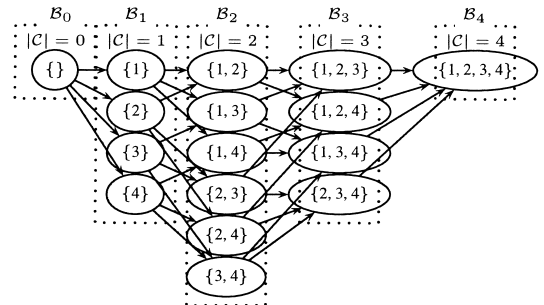 𝓑₀ 𝓑₁ 𝓑₂ 𝓑₃ 𝓑₄
|𝒞| = 0 |𝒞| = 1 |𝒞| = 2 |𝒞| = 3 |𝒞| = 4
{} {1} {1, 2} {1, 2, 3} {1, 2, 3, 4}
{2} {1, 3} {1, 2, 4}
{3} {1, 4} {1, 3, 4}
{4} {2, 3} {2, 3, 4}
{2, 4}
{3, 4}